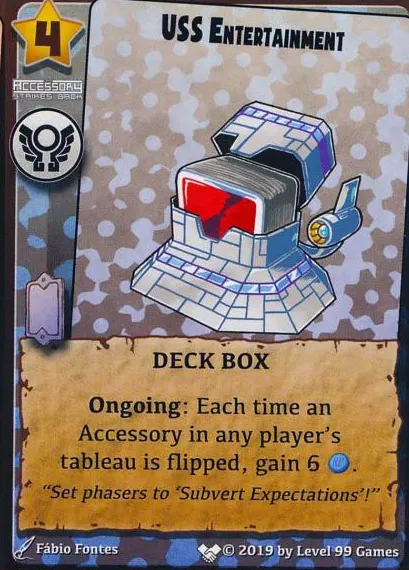 4
USS ENTERTAINMENT
ACCESSORY
STRIKES BACK
DECK BOX
Ongoing: Each time an
Accessory in any player's
tableau is flipped, gain 6
“Set phasers to ‘Subvert Expectations’!”
Fábio Fontes
© 2019 by Level 99 Games